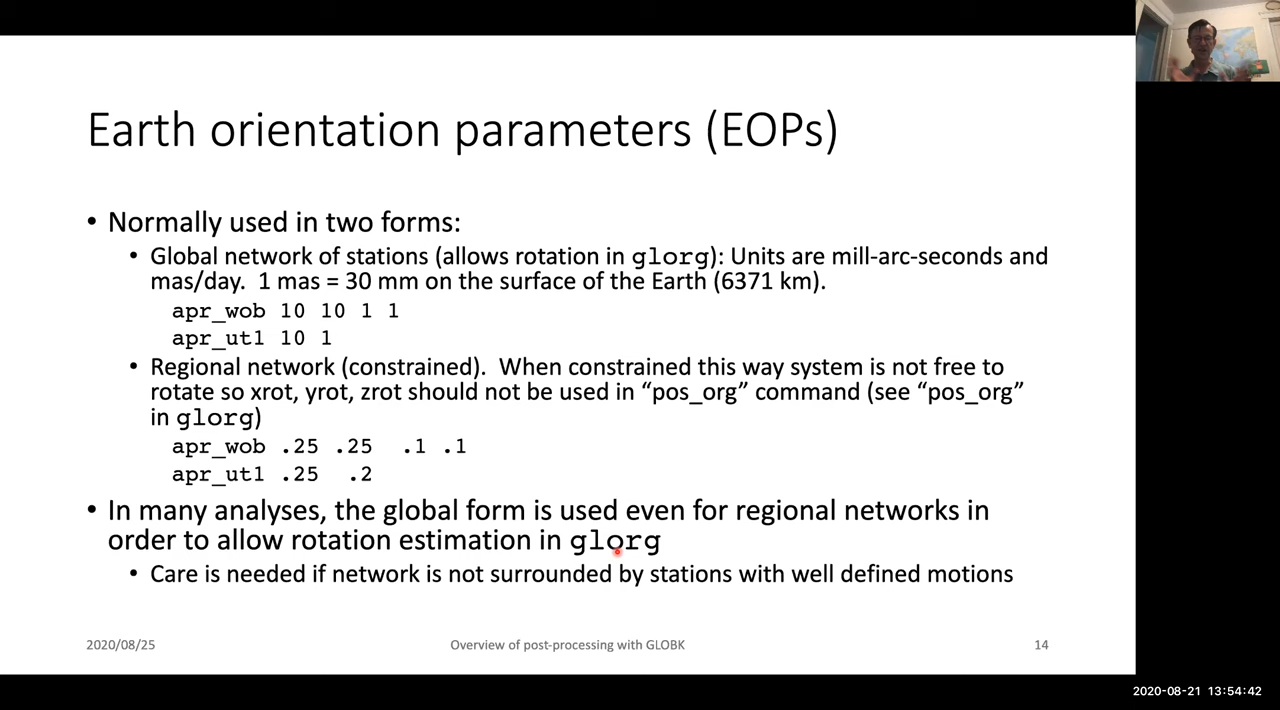 Earth orientation parameters (EOPs)
• Normally used in two forms:
• Global network of stations (allows rotation in glorg): Units are mill-arc-seconds and
mas/day.  1 mas = 30 mm on the surface of the Earth (6371 km).
apr_wob 10 10 1 1
apr_ut1 10 1
• Regional network (constrained).  When constrained this way system is not free to
rotate so xrot, yrot, zrot should not be used in “pos_org” command (see “pos_org”
in glorg)
apr_wob .25 .25  .1 .1
apr_ut1 .25  .2
• In many analyses, the global form is used even for regional networks in
order to allow rotation estimation in glorg
• Care is needed if network is not surrounded by stations with well defined motions
2020/08/25
Overview of post-processing with GLOBK
14
2020-08-21 13:54:42